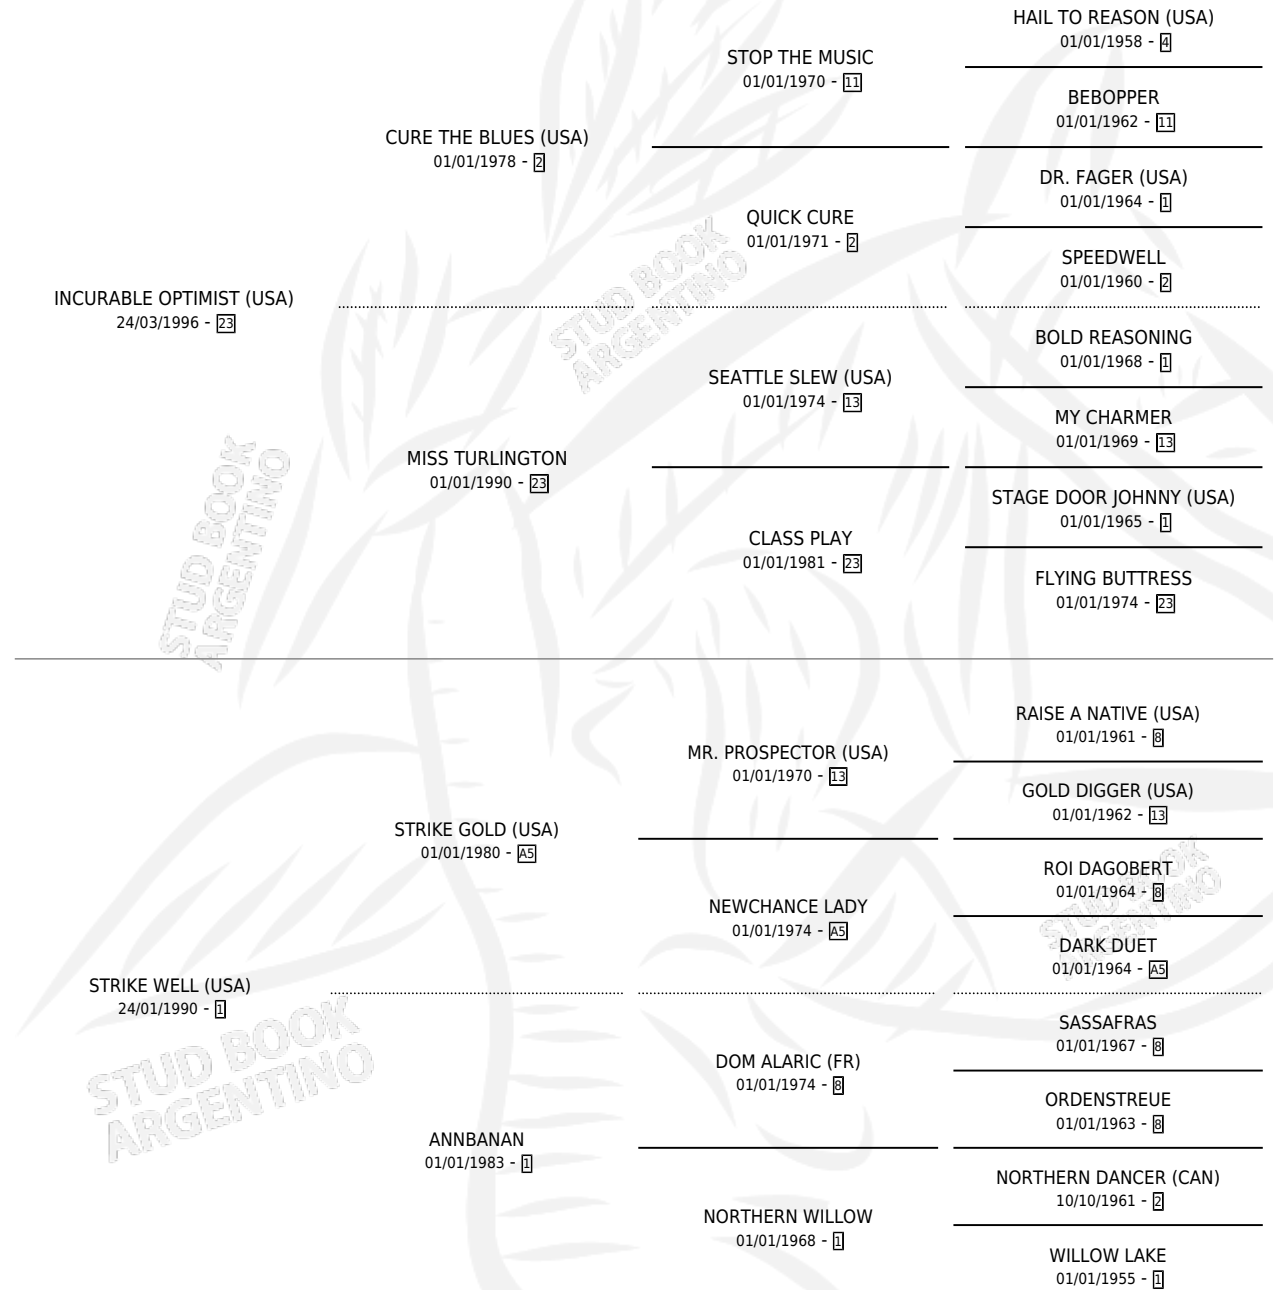 HAIL TO REASON (USA)
01/01/1958 - 4
STOP THE MUSIC
01/01/1970 - 11
BEBOPPER
01/01/1962 - 11
CURE THE BLUES (USA)
01/01/1978 - 2
DR. FAGER (USA)
01/01/1964 - 1
QUICK CURE
01/01/1971 - 2
SPEEDWELL
01/01/1960 - 2
INCURABLE OPTIMIST (USA)
24/03/1996 - 23
BOLD REASONING
01/01/1968 - 1
SEATTLE SLEW (USA)
01/01/1974 - 13
MY CHARMER
01/01/1969 - 13
MISS TURLINGTON
01/01/1990 - 23
STAGE DOOR JOHNNY (USA)
01/01/1965 - 1
CLASS PLAY
01/01/1981 - 23
FLYING BUTTRESS
01/01/1974 - 23
RAISE A NATIVE (USA)
01/01/1961 - 8
MR. PROSPECTOR (USA)
01/01/1970 - 13
GOLD DIGGER (USA)
01/01/1962 - 13
STRIKE GOLD (USA)
01/01/1980 - A5
ROI DAGOBERT
01/01/1964 - 8
NEWCHANCE LADY
01/01/1974 - A5
DARK DUET
01/01/1964 - A5
STRIKE WELL (USA)
24/01/1990 - 1
SASSAFRAS
01/01/1967 - 8
DOM ALARIC (FR)
01/01/1974 - 8
ORDENSTREUE
01/01/1963 - 8
ANNBANAN
01/01/1983 - 1
NORTHERN DANCER (CAN)
10/10/1961 - 2
NORTHERN WILLOW
01/01/1968 - 1
WILLOW LAKE
01/01/1955 - 1
STUD BOOK
ARGENTINO
STUD BOOK
ARGENTINO
STUD BOOK
ARGENTINO
STUD BOOK
ARGENTINO